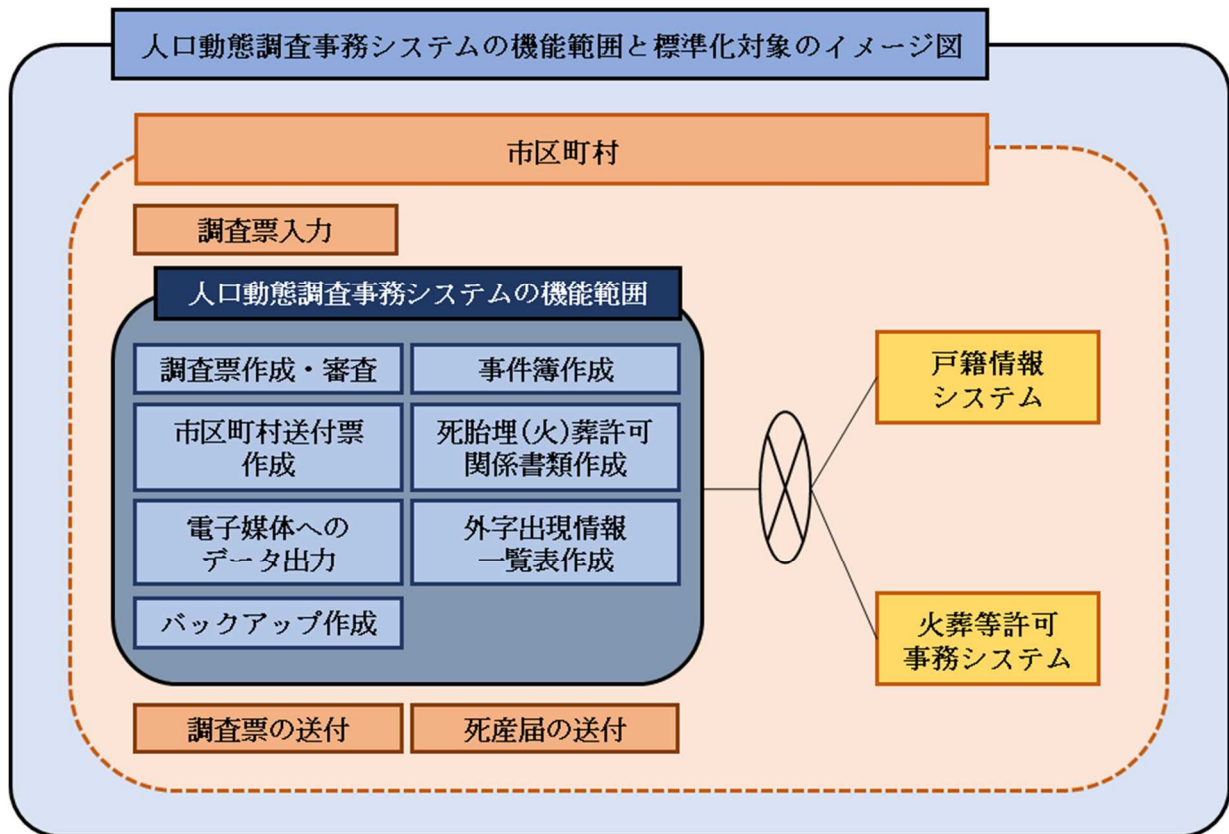 人口動態調査事務システムの機能範囲と標準化対象のイメージ図
市区町村
調査票入力
人口動態調査事務システムの機能範囲
調査票作成・審査
事件簿作成
市区町村送付票
作成
死胎埋(火)葬許可
関係書類作成
電子媒体への
データ出力
外字出現情報
一覧表作成
バックアップ作成
戸籍情報
システム
火葬等許可
事務システム
調査票の送付
死産届の送付